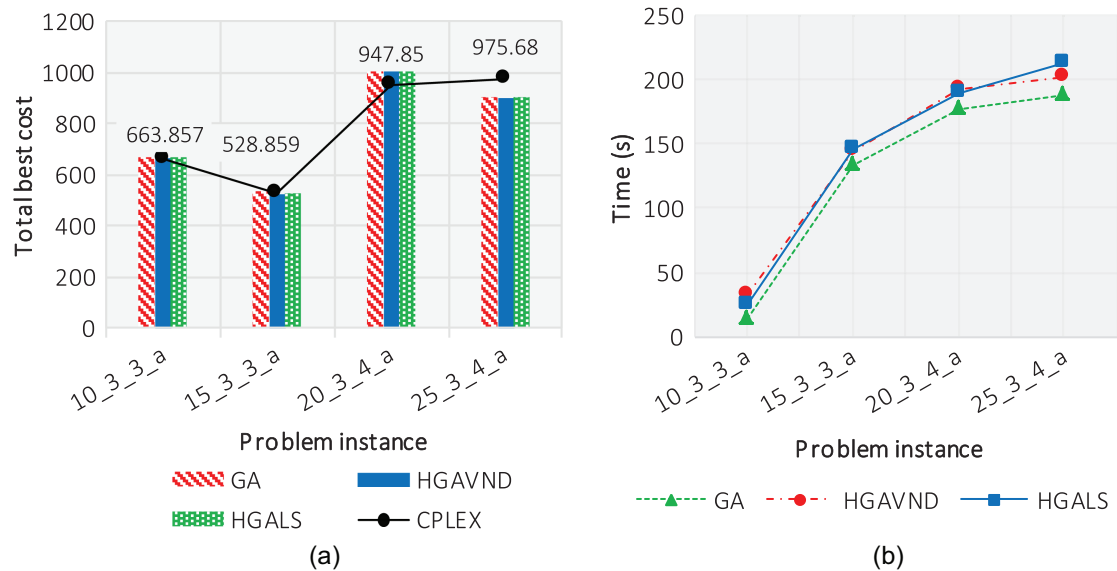 Total best cost
1200
1000
800
600
400
200
0
663.857
528.859
947.85
975.68
10_3_3_a
15_3_3_a
20_3_4_a
25_3_4_a
Problem instance
GA
HGAVND
HGALS
CPLEX
(a)
Time (s)
250
200
150
100
50
0
10_3_3_a
15_3_3_a
20_3_4_a
25_3_4_a
Problem instance
GA
HGAVND
HGALS
(b)